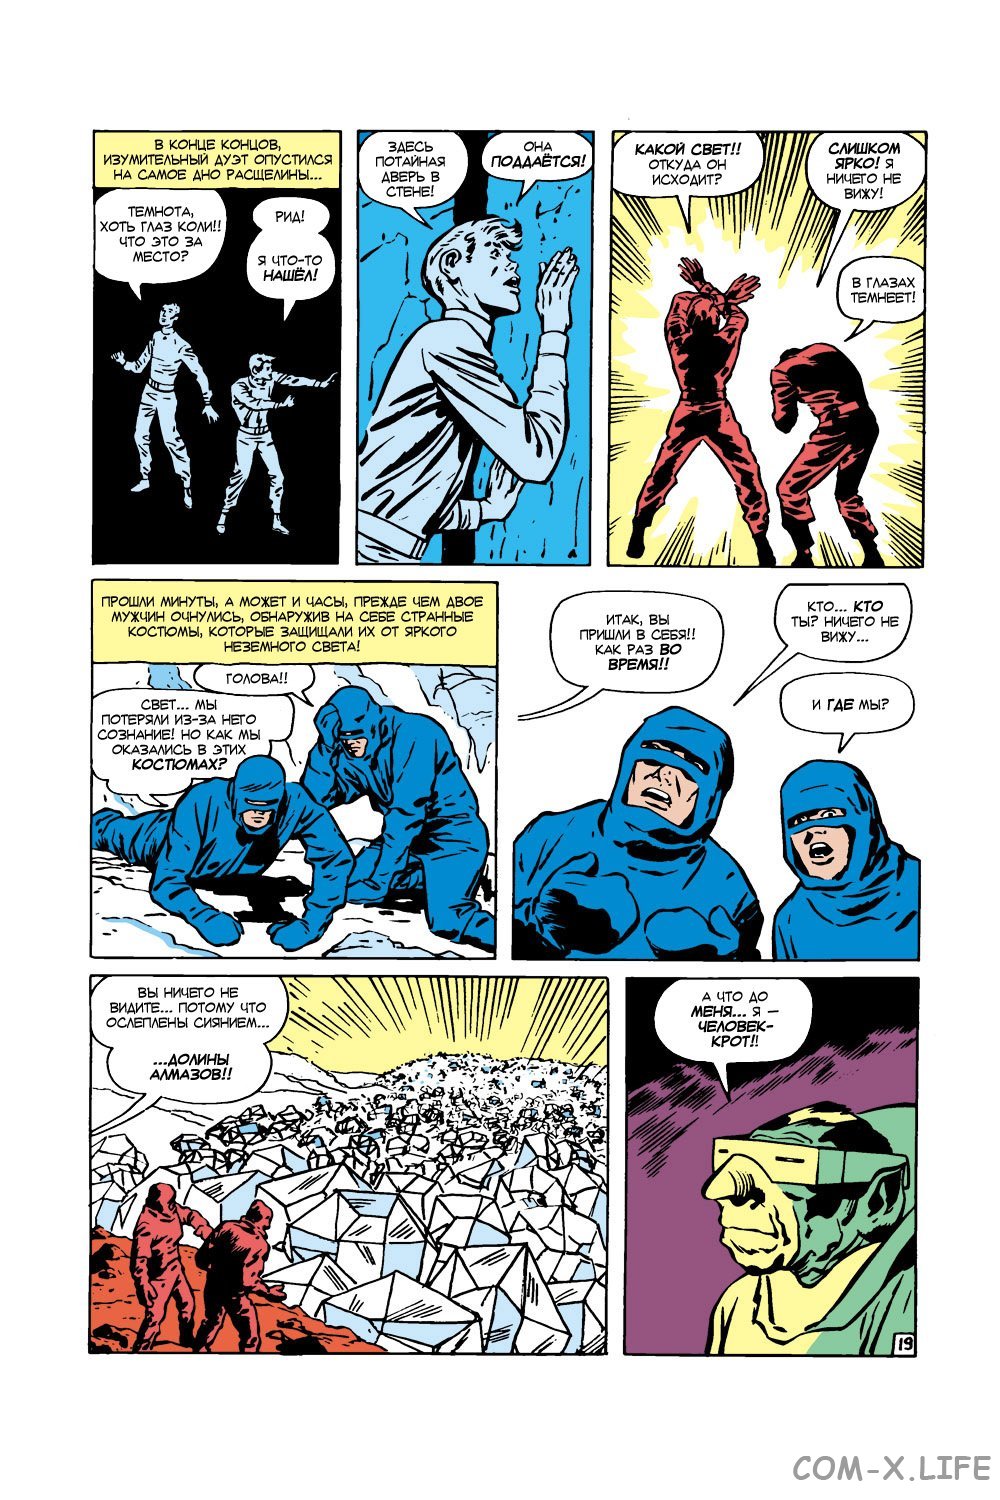 В КОНЦЕ КОНЦОВ,
ИЗУМИТЕЛЬНЫЙ ДУЭТ ОПУСТИЛСЯ
НА САМОЕ ДНО РАСЩЕЛИНЫ...
ТЕМНОТА,
ХОТЬ ГЛАЗ КОЛИ!!
ЧТО ЭТО ЗА
МЕСТО?
РИД!
Я ЧТО-ТО
НАШЁЛ!
ЗДЕСЬ
ПОТАЙНАЯ
ДВЕРЬ В
СТЕНЕ!
ОНА
ПОДДАЁТСЯ!
КАКОЙ СВЕТ!!
ОТКУДА ОН
ИСХОДИТ?
СЛИШКОМ
ЯРКО! Я
НИЧЕГО НЕ
ВИЖУ!
В ГЛАЗАХ
ТЕМНЕЕТ!
ПРОШЛИ МИНУТЫ, А МОЖЕТ И ЧАСЫ, ПРЕЖДЕ ЧЕМ ДВОЕ
МУЖЧИН ОЧНУЛИСЬ, ОБНАРУЖИВ НА СЕБЕ СТРАННЫЕ
КОСТЮМЫ, КОТОРЫЕ ЗАЩИЩАЛИ ИХ ОТ ЯРКОГО
НЕЗЕМНОГО СВЕТА!
ГОЛОВА!!
СВЕТ... МЫ
ПОТЕРЯЛИ ИЗ-ЗА НЕГО
СОЗНАНИЕ! НО КАК МЫ
ОКАЗАЛИСЬ В ЭТИХ
КОСТЮМАХ?
ИТАК, ВЫ
ПРИШЛИ В СЕБЯ!!
КАК РАЗ ВО
ВРЕМЯ!!
КТО... КТО
ТЫ? НИЧЕГО НЕ
ВИЖУ...
И ГДЕ МЫ?
ВЫ НИЧЕГО НЕ
ВИДИТЕ... ПОТОМУ ЧТО
ОСЛЕПЛЕНЫ СИЯНИЕМ...
...ДОЛИНЫ
АЛМАЗОВ!!
А ЧТО ДО
МЕНЯ... Я –
ЧЕЛОВЕК-
КРОТ!!
19
COM-X.LIFE